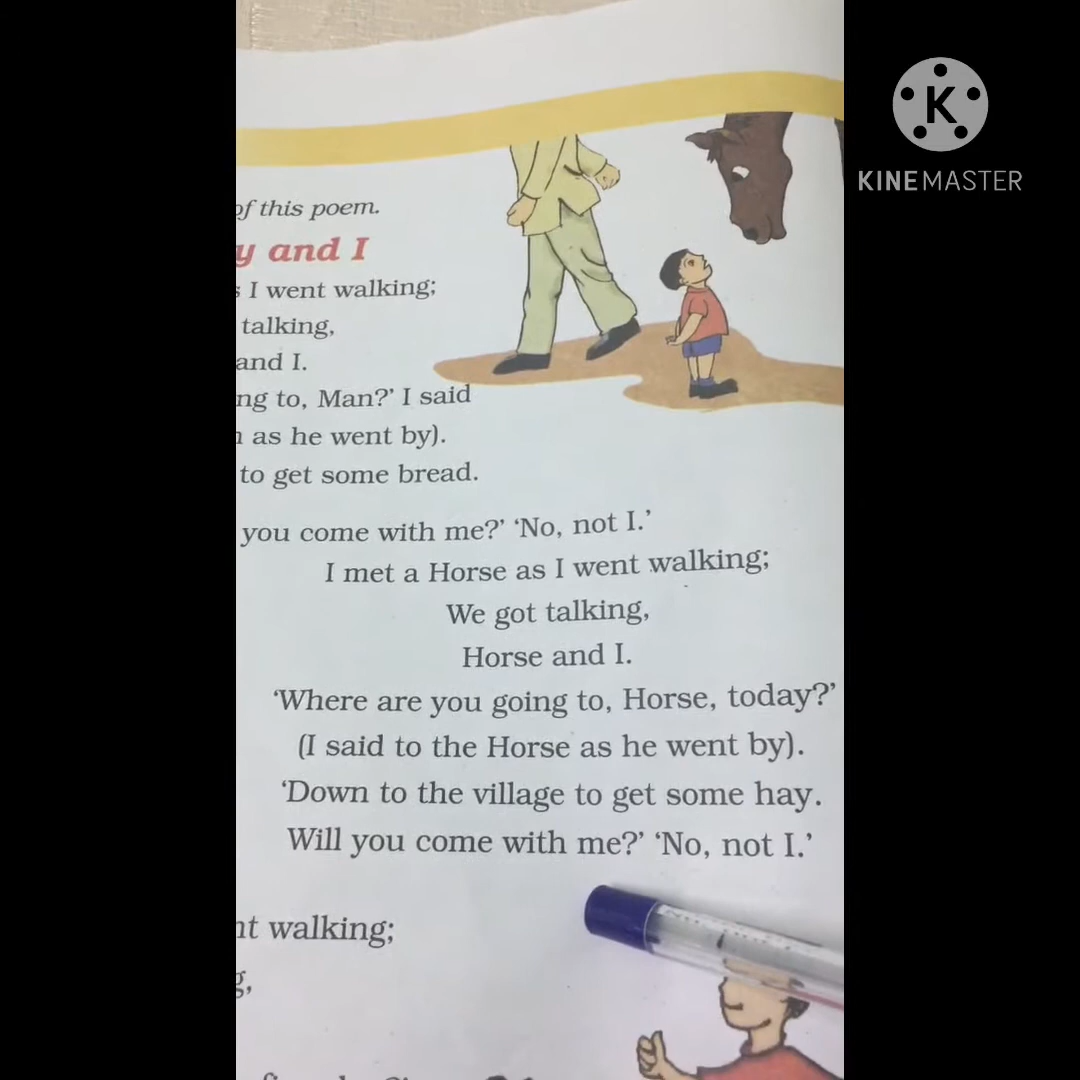 of this poem.
y and I
I went walking;
talking,
and I.
ng to, Man?' I said
as he went by).
to get some bread.
you come with me?' 'No, not I.'
I met a Horse as I went walking;
We got talking,
Horse and I.
'Where are you going to, Horse, today?'
(I said to the Horse as he went by).
'Down to the village to get some hay.
Will you come with me?' 'No, not I.'
nt walking;
g,
K
KINEMASTER